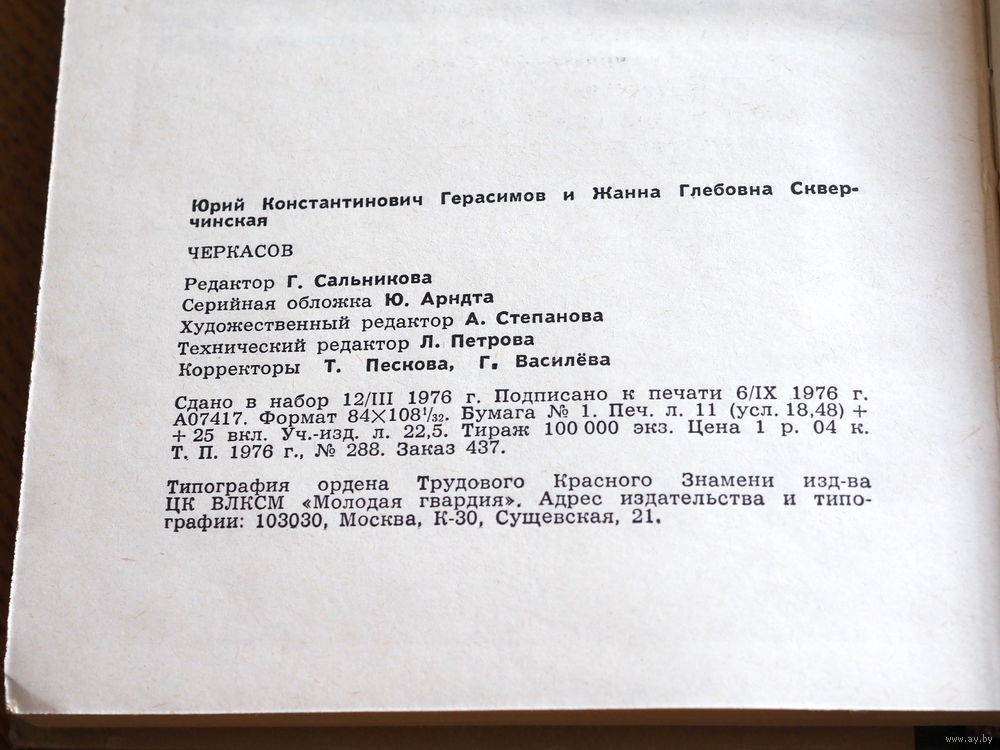 Юрий Константинович Герасимов и Жанна Глебовна Сквер-
чинская
ЧЕРКАСОВ
Редактор Г. Сальникова
Серийная обложка Ю. Арндта
Художественный редактор А. Степанова
Технический редактор Л. Петрова
Корректоры Т. Пескова, Г. Василёва
Сдано в набор 12/III 1976 г. Подписано к печати 6/IX 1976 г.
А07417. Формат 84×108¹/₃₂. Бумага № 1. Печ. л. 11 (усл. 18,48) +
+ 25 вкл. Уч.-изд. л. 22,5. Тираж 100 000 экз. Цена 1 р. 04 к.
Т. П. 1976 г., № 288. Заказ 437.
Типография ордена Трудового Красного Знамени изд-ва
ЦК ВЛКСМ «Молодая гвардия». Адрес издательства и типо-
графии: 103030, Москва, К-30, Сущевская, 21.
www.ay.by